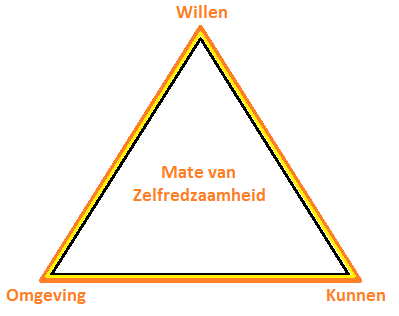 Willen
Mate van
Zelfredzaamheid
Omgeving
Kunnen